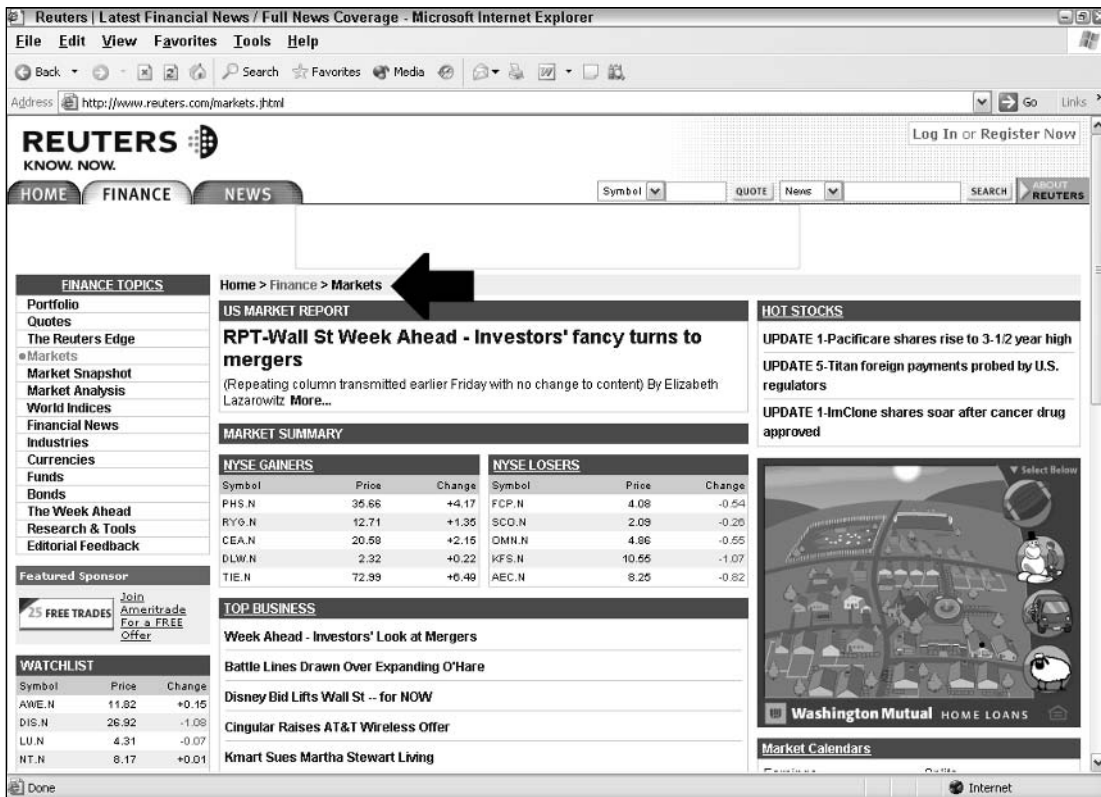 Reuters | Latest Financial News / Full News Coverage - Microsoft Internet Explorer
File Edit View Favorites Tools Help
Back Search Favorites Media
Address http://www.reuters.com/markets.jhtml Go Links
REUTERS
KNOW. NOW.
Log In or Register Now
HOME FINANCE NEWS Symbol QUOTE News SEARCH ABOUT REUTERS
FINANCE TOPICS
Portfolio
Quotes
The Reuters Edge
Markets
Market Snapshot
Market Analysis
World Indices
Financial News
Industries
Currencies
Funds
Bonds
The Week Ahead
Research & Tools
Editorial Feedback
Featured Sponsor
25 FREE TRADES
Join
Ameritrade
For a FREE
Offer
WATCHLIST
Symbol Price Change
AWE.N 11.82 +0.15
DIS.N 26.92 -1.08
LU.N 4.31 -0.07
NT.N 8.17 +0.01
Home > Finance > Markets
US MARKET REPORT
RPT-Wall St Week Ahead - Investors' fancy turns to
mergers
(Repeating column transmitted earlier Friday with no change to content) By Elizabeth
Lazarowitz More...
MARKET SUMMARY
NYSE GAINERS
Symbol Price Change
PHS.N 35.66 +4.17
RYG.N 12.71 +1.35
CEA.N 20.58 +2.15
DLW.N 2.32 +0.22
TIE.N 72.99 +6.49
NYSE LOSERS
Symbol Price Change
FCP.N 4.08 -0.54
SCO.N 2.09 -0.26
OMN.N 4.86 -0.55
KFS.N 10.55 -1.07
AEC.N 8.25 -0.82
TOP BUSINESS
Week Ahead - Investors' Look at Mergers
Battle Lines Drawn Over Expanding O'Hare
Disney Bid Lifts Wall St -- for NOW
Cingular Raises AT&T Wireless Offer
Kmart Sues Martha Stewart Living
HOT STOCKS
UPDATE 1-Pacificare shares rise to 3-1/2 year high
UPDATE 5-Titan foreign payments probed by U.S.
regulators
UPDATE 1-ImClone shares soar after cancer drug
approved
Select Below
Washington Mutual HOME LOANS
Market Calendars
Done Internet